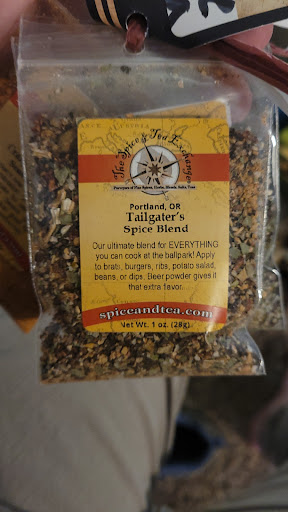 The Spice & Tea Exchange
Purveyors of Fine Spices, Herbs, Blends, Salts, Teas
Portland, OR
Tailgater's
Spice Blend
Our ultimate blend for EVERYTHING
you can cook at the ballpark! Apply
to brats, burgers, ribs, potato salad,
beans, or dips. Beer powder gives it
that extra flavor.
spiceandtea.com
Net Wt. 1 oz. (28g)